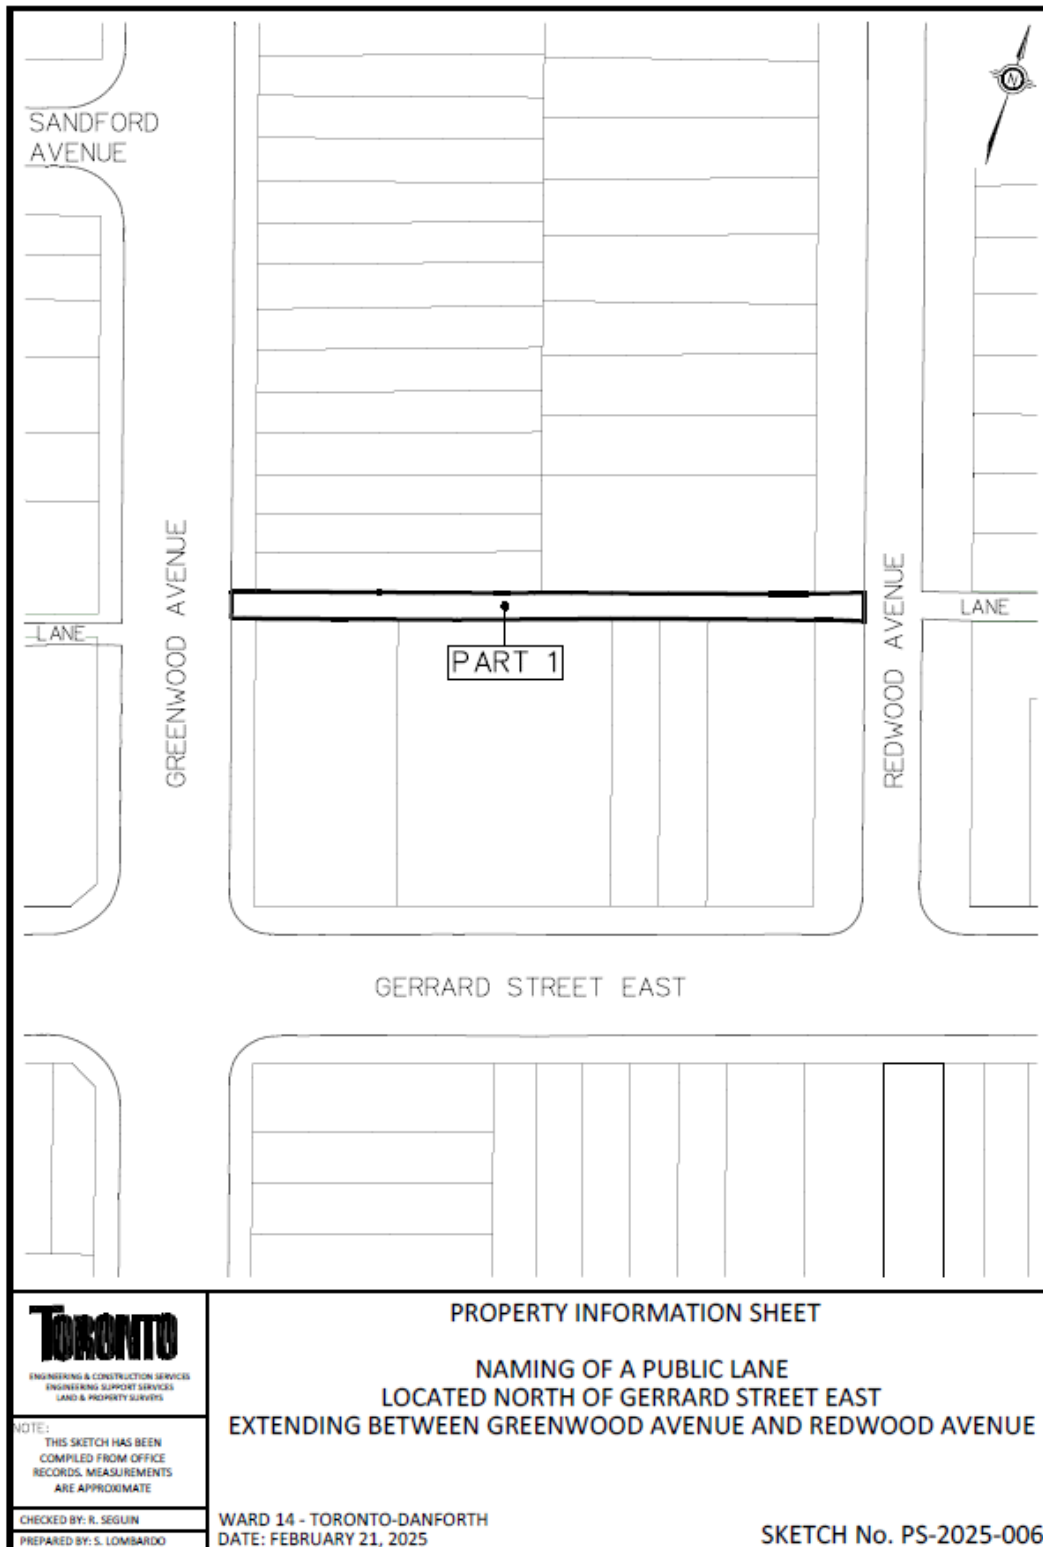 N
SANDFORD
AVENUE
GREENWOOD AVENUE
REDWOOD AVENUE
LANE
LANE
PART 1
GERRARD STREET EAST
TORONTO
ENGINEERING & CONSTRUCTION SERVICES
ENGINEERING SUPPORT SERVICES
LAND & PROPERTY SURVEYS
NOTE:
THIS SKETCH HAS BEEN
COMPILED FROM OFFICE
RECORDS. MEASUREMENTS
ARE APPROXIMATE
CHECKED BY: R. SEGUIN
PREPARED BY: S. LOMBARDO
PROPERTY INFORMATION SHEET
NAMING OF A PUBLIC LANE
LOCATED NORTH OF GERRARD STREET EAST
EXTENDING BETWEEN GREENWOOD AVENUE AND REDWOOD AVENUE
WARD 14 - TORONTO-DANFORTH
DATE: FEBRUARY 21, 2025
SKETCH No. PS-2025-006